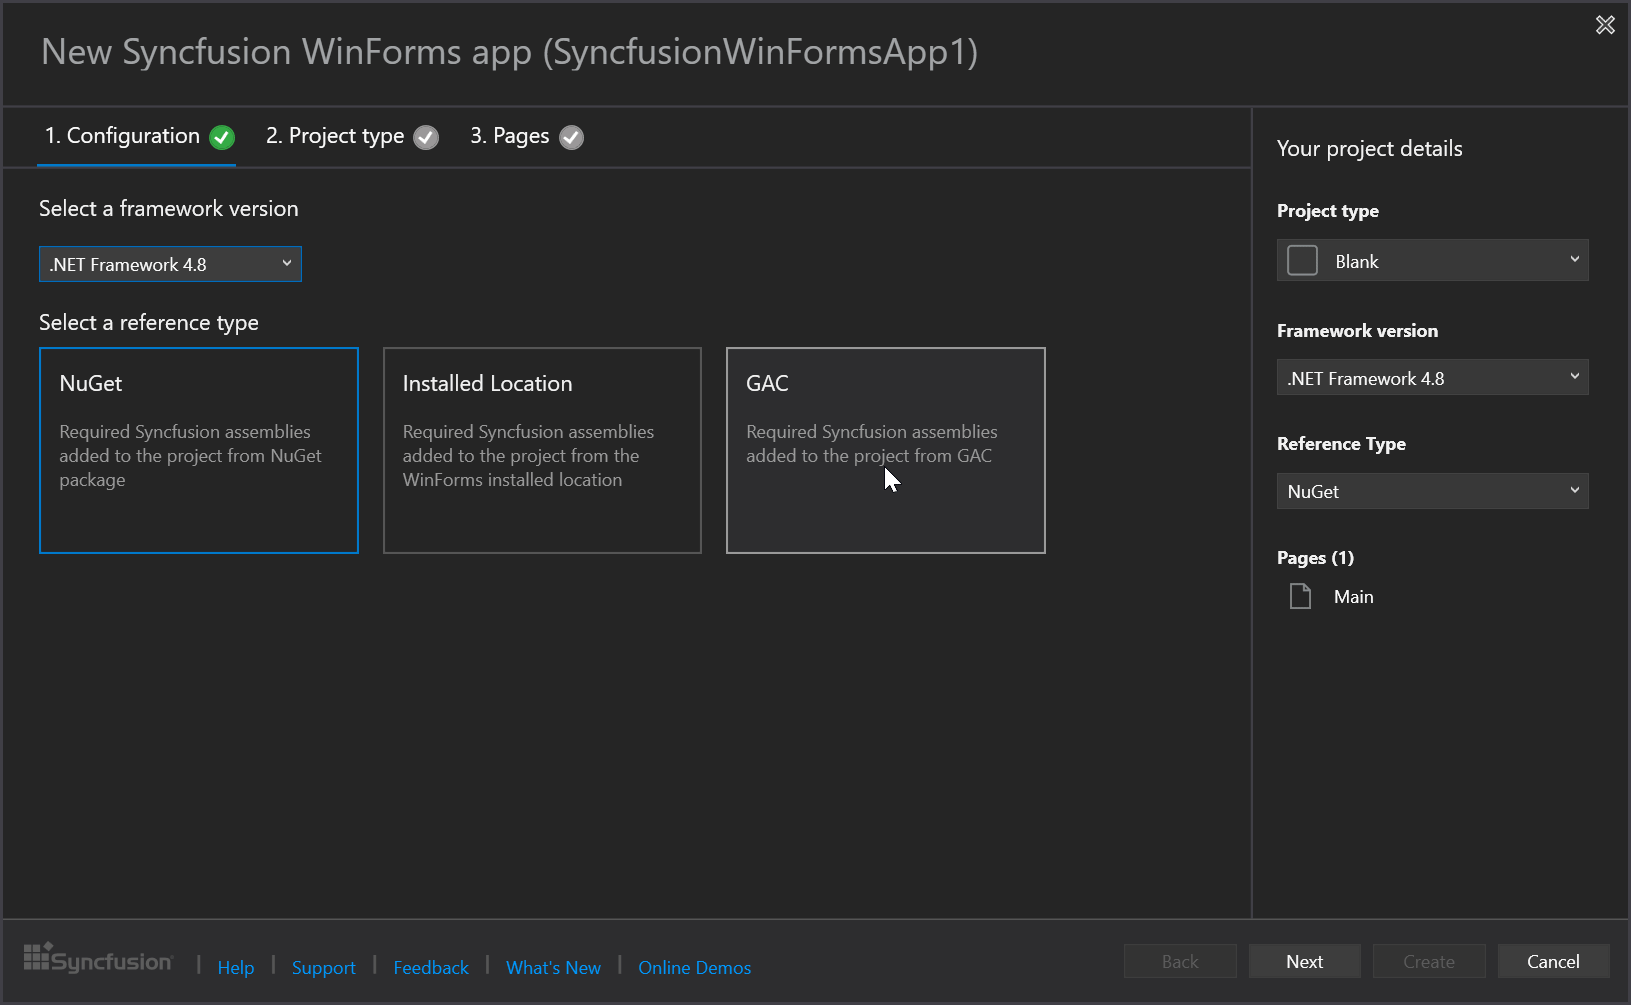 New Syncfusion WinForms app (SyncfusionWinFormsApp1)
1. Configuration
2. Project type
3. Pages
Select a framework version
.NET Framework 4.8
Select a reference type
NuGet
Required Syncfusion assemblies
added to the project from NuGet
package
Installed Location
Required Syncfusion assemblies
added to the project from the
WinForms installed location
GAC
Required Syncfusion assemblies
added to the project from GAC
Your project details
Project type
Blank
Framework version
.NET Framework 4.8
Reference Type
NuGet
Pages (1)
Main
Syncfusion
| Help | Support | Feedback | What's New | Online Demos
Back
Next
Create
Cancel